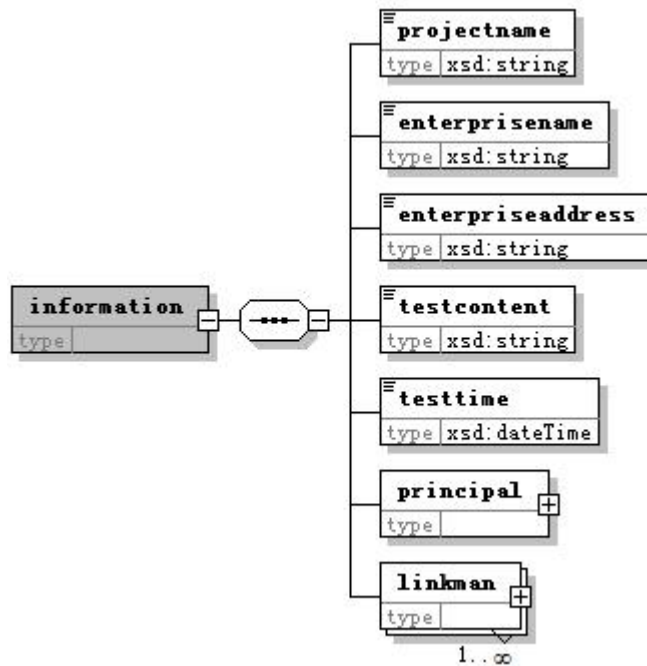 projectname
type xsd:string
enterprisename
type xsd:string
enterpriseaddress
type xsd:string
information
type
testcontent
type xsd:string
testtime
type xsd:dateTime
principal
type
linkman
type
1..∞